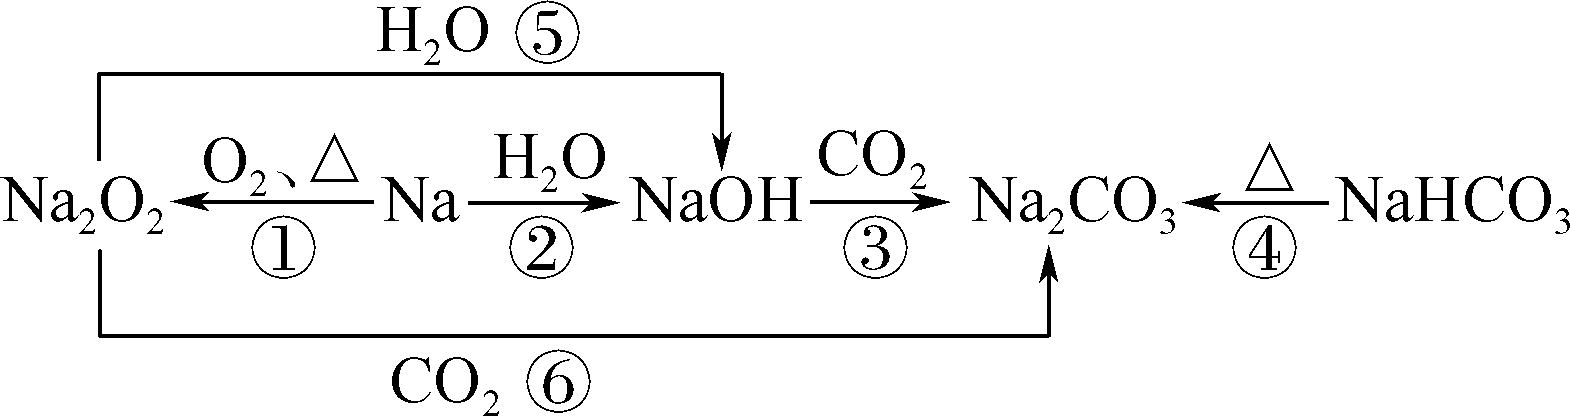 H₂O ⑤
O₂、△ H₂O CO₂ △
Na₂O₂ Na NaOH Na₂CO₃ NaHCO₃
① ② ③ ④
CO₂ ⑥